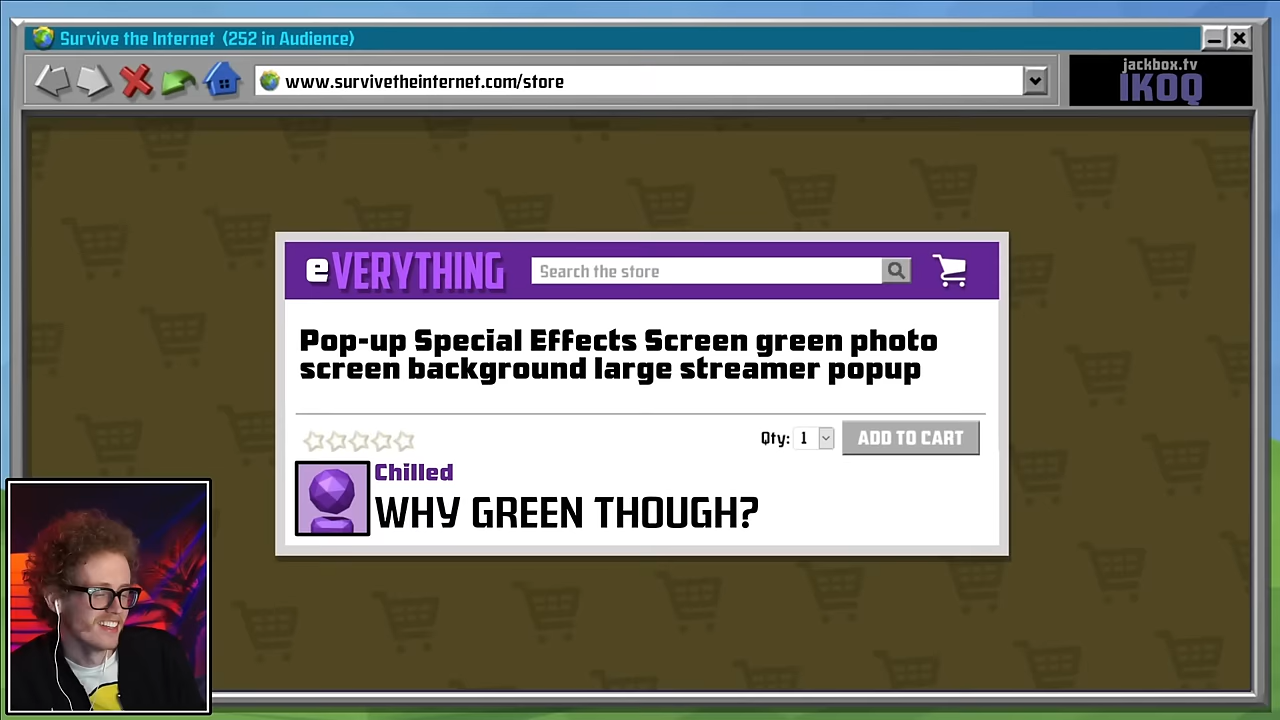 Survive the Internet (252 in Audience)
www.survivetheinternet.com/store
jackbox.tv
IKOQ
eVERYTHING
Search the store
Pop-up Special Effects Screen green photo
screen background large streamer popup
Qty: 1
ADD TO CART
Chilled
WHY GREEN THOUGH?